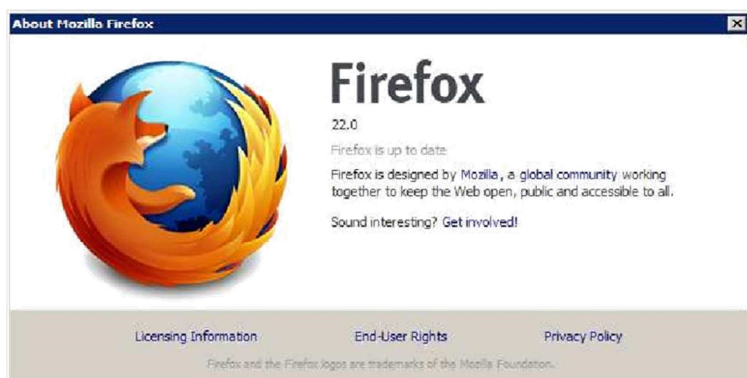 About Mozilla Firefox
Firefox
22.0
Firefox is up to date
Firefox is designed by Mozilla, a global community working
together to keep the Web open, public and accessible to all.
Sound interesting? Get involved!
Licensing Information End-User Rights Privacy Policy
Firefox and the Firefox logos are trademarks of the Mozilla Foundation.